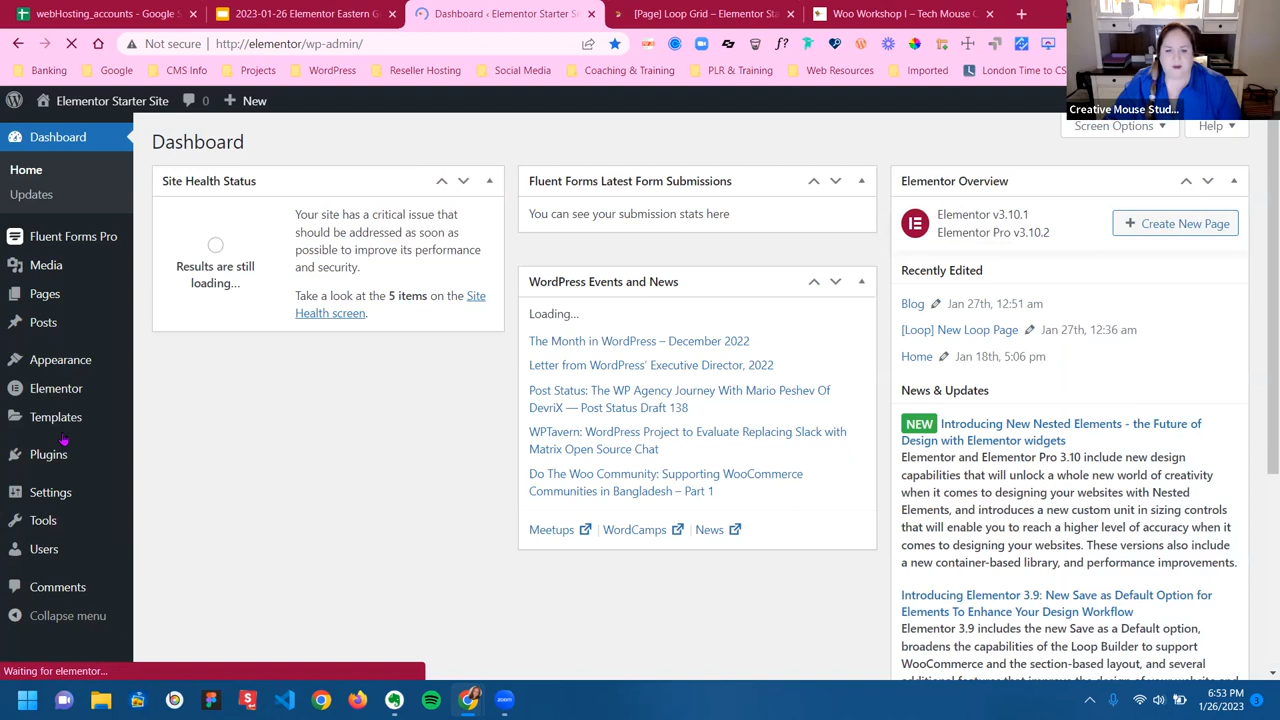 webHosting_accounts - Google S
2023-01-26 Elementor Eastern G
Dashboard ‹ Elementor Starter S
[Page] Loop Grid – Elementor Sta
Woo Workshop I – Tech Mouse C
Not secure
http://elementor/wp-admin/
Banking
Google
CMS Info
Projects
WordPress
Parent Hosting
Social Media
Coaching & Training
PLR & Training
Web Resources
Imported
London Time to CS
Creative Mouse Stud...
Elementor Starter Site
0
New
Screen Options
Help
Dashboard
Home
Updates
Fluent Forms Pro
Media
Pages
Posts
Appearance
Elementor
Templates
Plugins
Settings
Tools
Users
Comments
Collapse menu
Waiting for elementor...
Dashboard
Site Health Status
Results are still
loading...
Your site has a critical issue that
should be addressed as soon as
possible to improve its performance
and security.
Take a look at the 5 items on the Site
Health screen.
Fluent Forms Latest Form Submissions
You can see your submission stats here
WordPress Events and News
Loading...
The Month in WordPress – December 2022
Letter from WordPress' Executive Director, 2022
Post Status: The WP Agency Journey With Mario Peshev Of
DevriX — Post Status Draft 138
WPTavern: WordPress Project to Evaluate Replacing Slack with
Matrix Open Source Chat
Do The Woo Community: Supporting WooCommerce
Communities in Bangladesh – Part 1
Meetups
WordCamps
News
Elementor Overview
Elementor v3.10.1
Elementor Pro v3.10.2
Create New Page
Recently Edited
Blog
Jan 27th, 12:51 am
[Loop] New Loop Page
Jan 27th, 12:36 am
Home
Jan 18th, 5:06 pm
News & Updates
NEW Introducing New Nested Elements - the Future of
Design with Elementor widgets
Elementor and Elementor Pro 3.10 include new design
capabilities that will unlock a whole new world of creativity
when it comes to designing your websites with Nested
Elements, and introduces a new custom unit in sizing controls
that will enable you to reach a higher level of accuracy when it
comes to designing your websites. These versions also include
a new container-based library, and performance improvements.
Introducing Elementor 3.9: New Save as Default Option for
Elements To Enhance Your Design Workflow
Elementor 3.9 includes the new Save as a Default option,
broadens the capabilities of the Loop Builder to support
WooCommerce and the section-based layout, and several
zoom
6:53 PM
1/26/2023
3